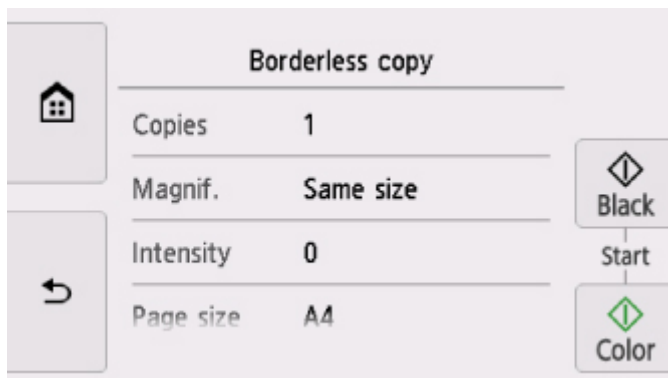 Borderless copy
Copies 1
Magnif. Same size
Intensity 0
Page size A4
Black
Start
Color